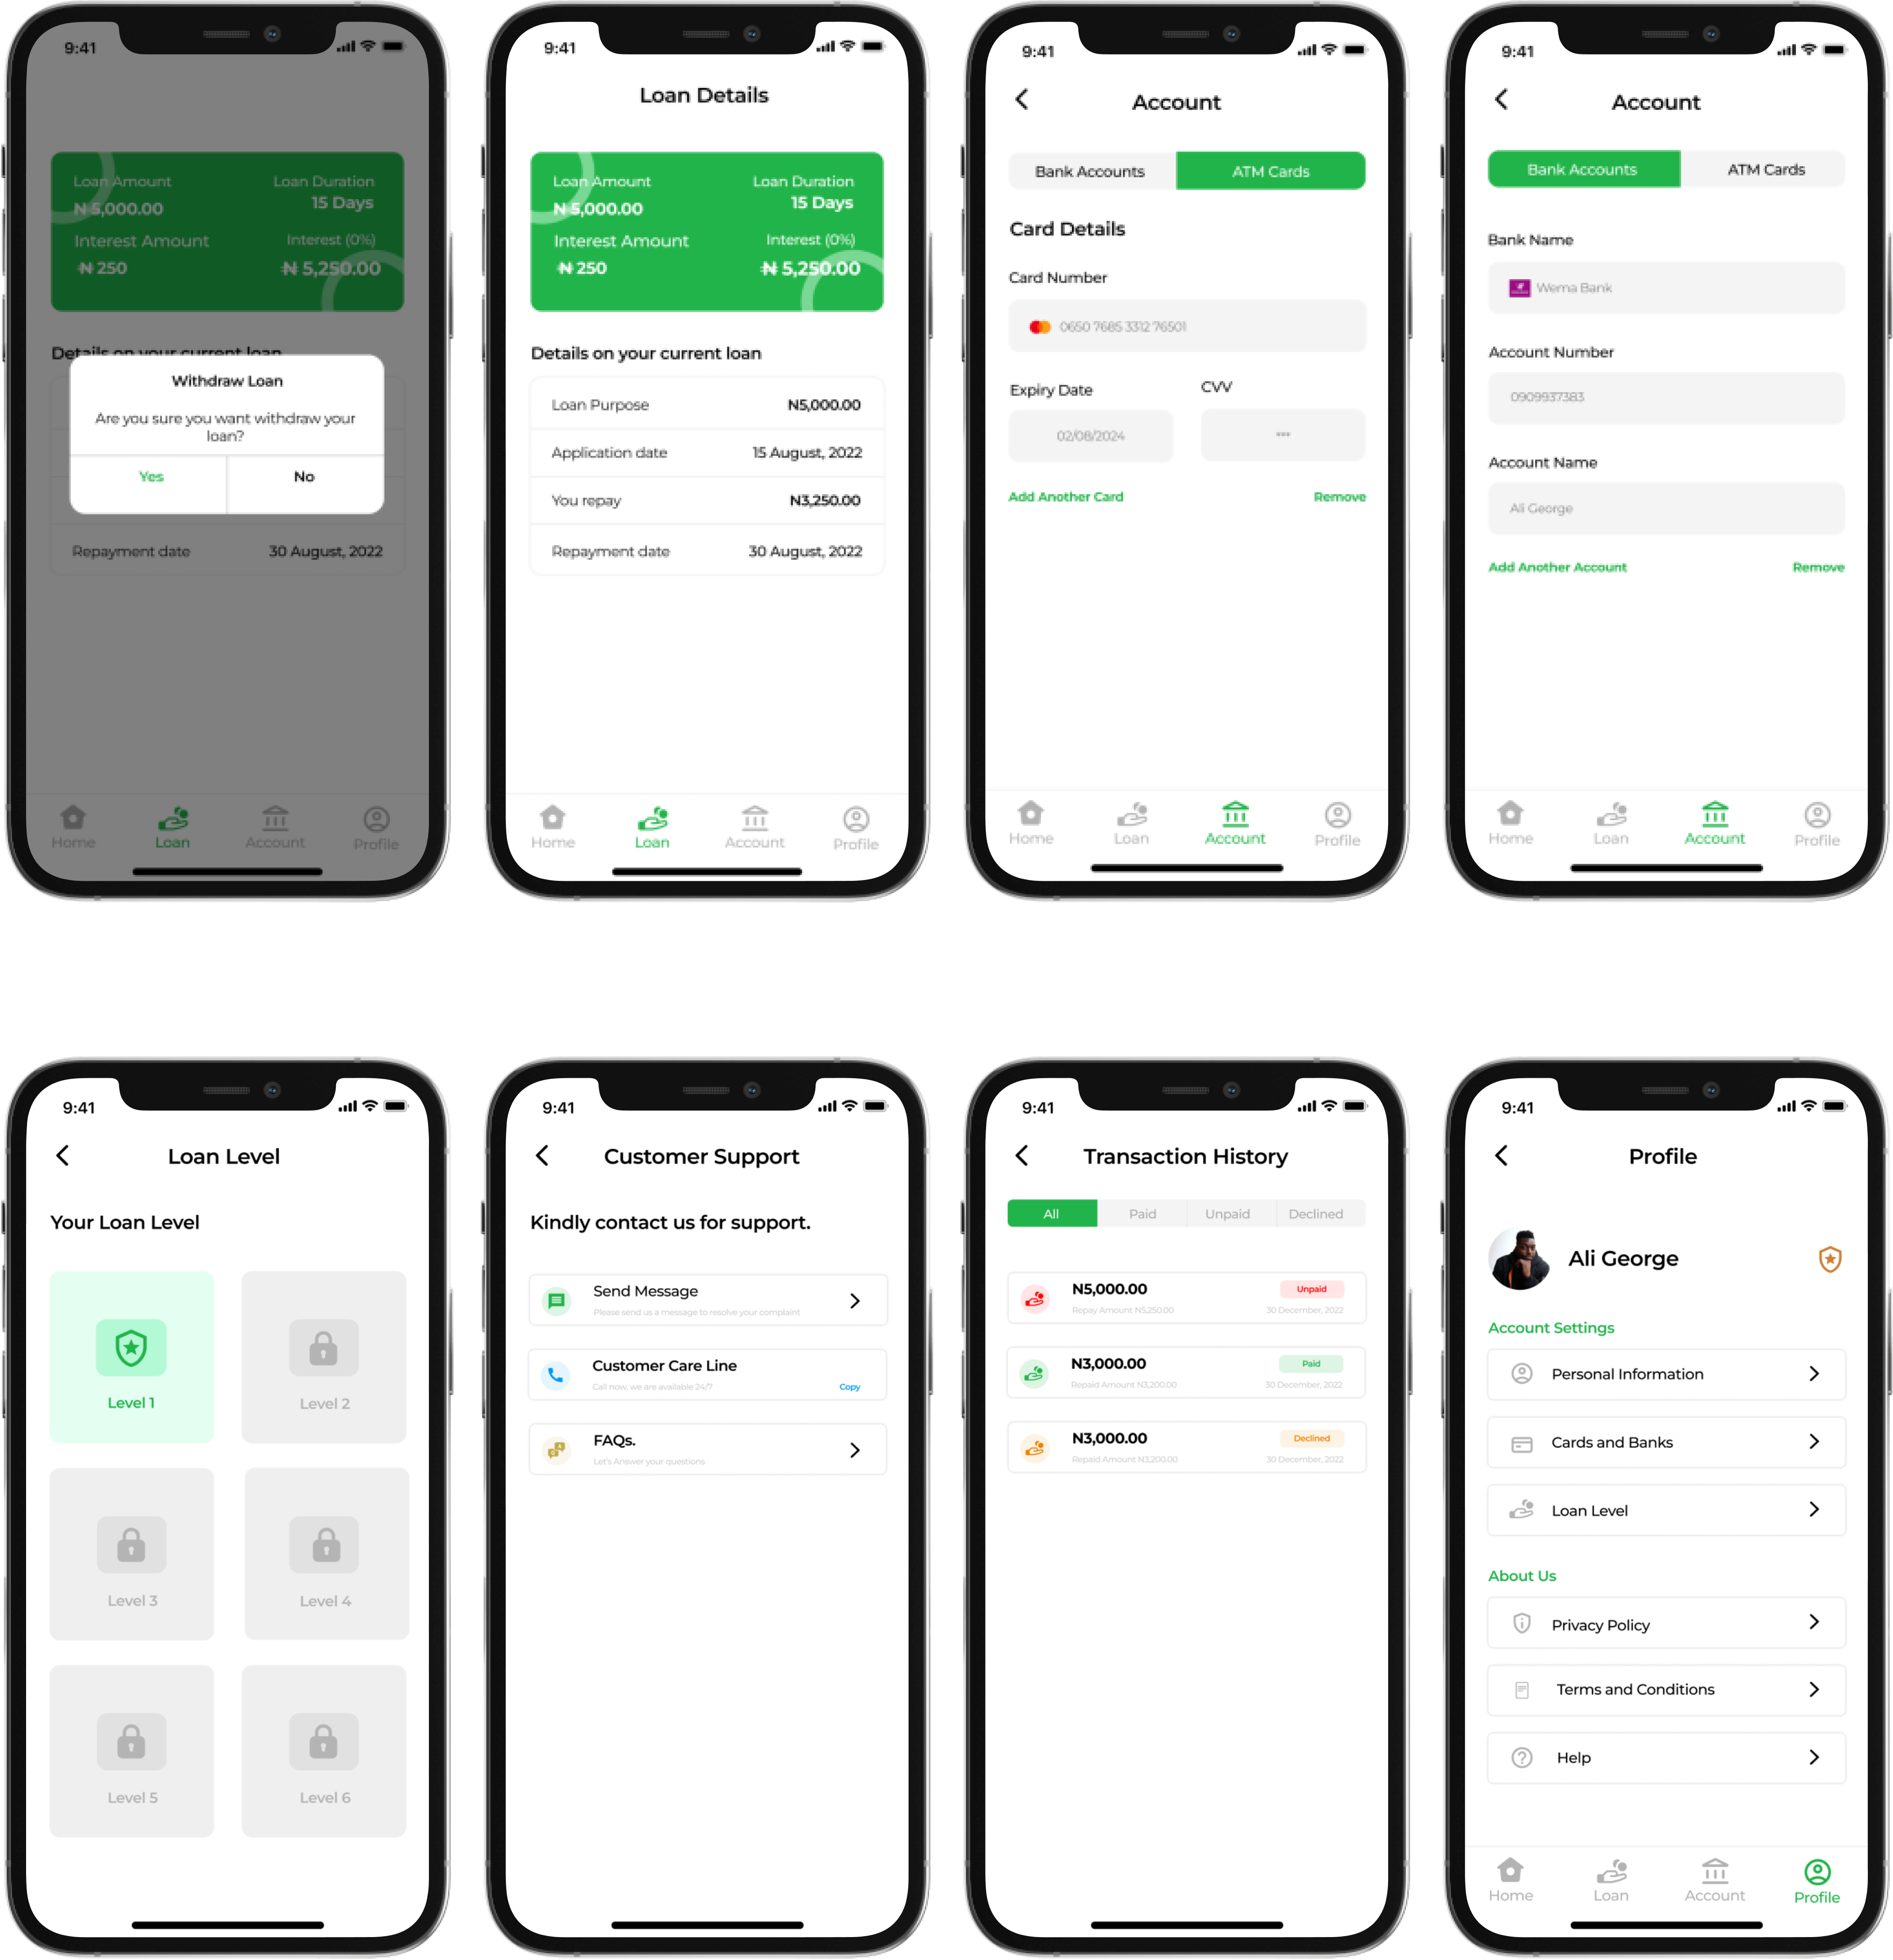 9:41
Loan Amount Loan Duration
₦ 5,000.00 15 Days
Interest Amount Interest (0%)
₦ 250 ₦ 5,250.00
Details on your current loan
Withdraw Loan
Are you sure you want withdraw your
loan?
Yes No
Repayment date 30 August, 2022
Home Loan Account Profile
9:41
Loan Details
Loan Amount Loan Duration
₦ 5,000.00 15 Days
Interest Amount Interest (0%)
₦ 250 ₦ 5,250.00
Details on your current loan
Loan Purpose N5,000.00
Application date 15 August, 2022
You repay N3,250.00
Repayment date 30 August, 2022
Home Loan Account Profile
9:41
Account
Bank Accounts ATM Cards
Card Details
Card Number
0650 7685 3312 76501
Expiry Date CVV
02/08/2024 ***
Add Another Card Remove
Home Loan Account Profile
9:41
Account
Bank Accounts ATM Cards
Bank Name
Wema Bank
Account Number
0909937383
Account Name
Ali George
Add Another Account Remove
Home Loan Account Profile
9:41
Loan Level
Your Loan Level
Level 1 Level 2
Level 3 Level 4
Level 5 Level 6
9:41
Customer Support
Kindly contact us for support.
Send Message
Please send us a message to resolve your complaint
Customer Care Line
Call now, we are available 24/7 Copy
FAQs.
Let's Answer your questions
9:41
Transaction History
All Paid Unpaid Declined
N5,000.00 Unpaid
Repay Amount N5,250.00 30 December, 2022
N3,000.00 Paid
Repaid Amount N3,200.00 30 December, 2022
N3,000.00 Declined
Repaid Amount N3,200.00 30 December, 2022
9:41
Profile
Ali George
Account Settings
Personal Information
Cards and Banks
Loan Level
About Us
Privacy Policy
Terms and Conditions
Help
Home Loan Account Profile